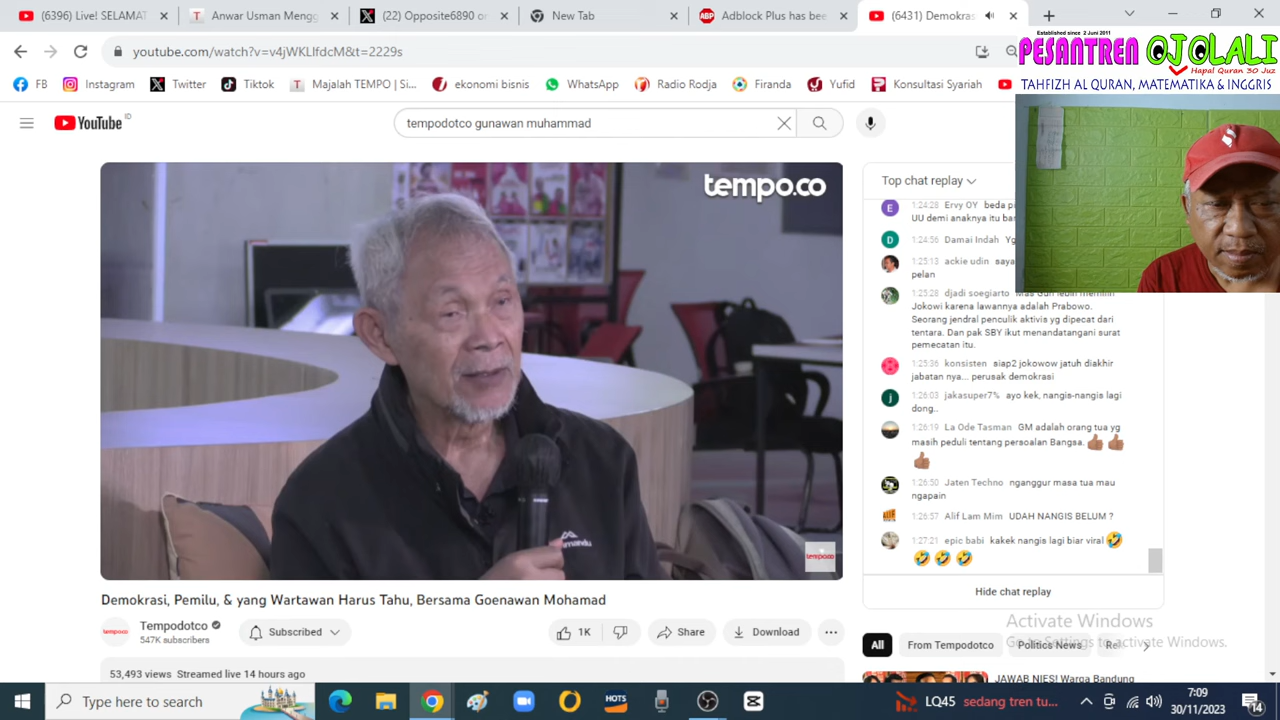 (6396) Live! SELAMAT
Anwar Usman Mengg
(22) Opposite6890 or
New Tab
Adblock Plus has bee
(6431) Demokras
Established since 2 Juni 2011
PESANTREN OJOLALI
Hapal Quran 30 Juz
TAHFIZH AL QURAN, MATEMATIKA & INGGRIS
FB
Instagram
Twitter
Tiktok
Majalah TEMPO | Si...
ekonomi bisnis
WhatsApp
Radio Rodja
Firanda
Yufid
Konsultasi Syariah
YouTube ID
tempodotco gunawan muhammad
tempo.co
Top chat replay
1:24:28 Ervy OY beda
UU demi anaknya itu
1:24:56 Damai Indah
1:25:13 ackie udin
pelan
1:25:28 djadi soegiarto Mas Gun lebih memilih
Jokowi karena lawannya adalah Prabowo.
Seorang jendral penculik aktivis yg dipecat dari
tentara. Dan pak SBY ikut menandatangani surat
pemecatan itu.
1:25:36 konsisten siap2 jokowow jatuh diakhir
jabatan nya... perusak demokrasi
1:26:03 jakasuper7% ayo kek, nangis-nangis lagi
dong..
1:26:19 La Ode Tasman GM adalah orang tua yg
masih peduli tentang persoalan Bangsa.
1:26:50 Jaten Techno nganggur masa tua mau
ngapain
1:26:57 Alif Lam Mim UDAH NANGIS BELUM ?
1:27:21 epic babi kakek nangis lagi biar viral
Hide chat replay
tempo.co
Demokrasi, Pemilu, & yang Wartawan Harus Tahu, Bersama Goenawan Mohamad
Tempodotco
547K subscribers
Subscribed
1K
Share
Download
53,493 views Streamed live 14 hours ago
Activate Windows
Go to Settings to activate Windows.
All
From Tempodotco
Politics News
JAWAB NIES! Warga Bandung
Type here to search
HOTS
LQ45 sedang tren tu...
7:09
30/11/2023
14